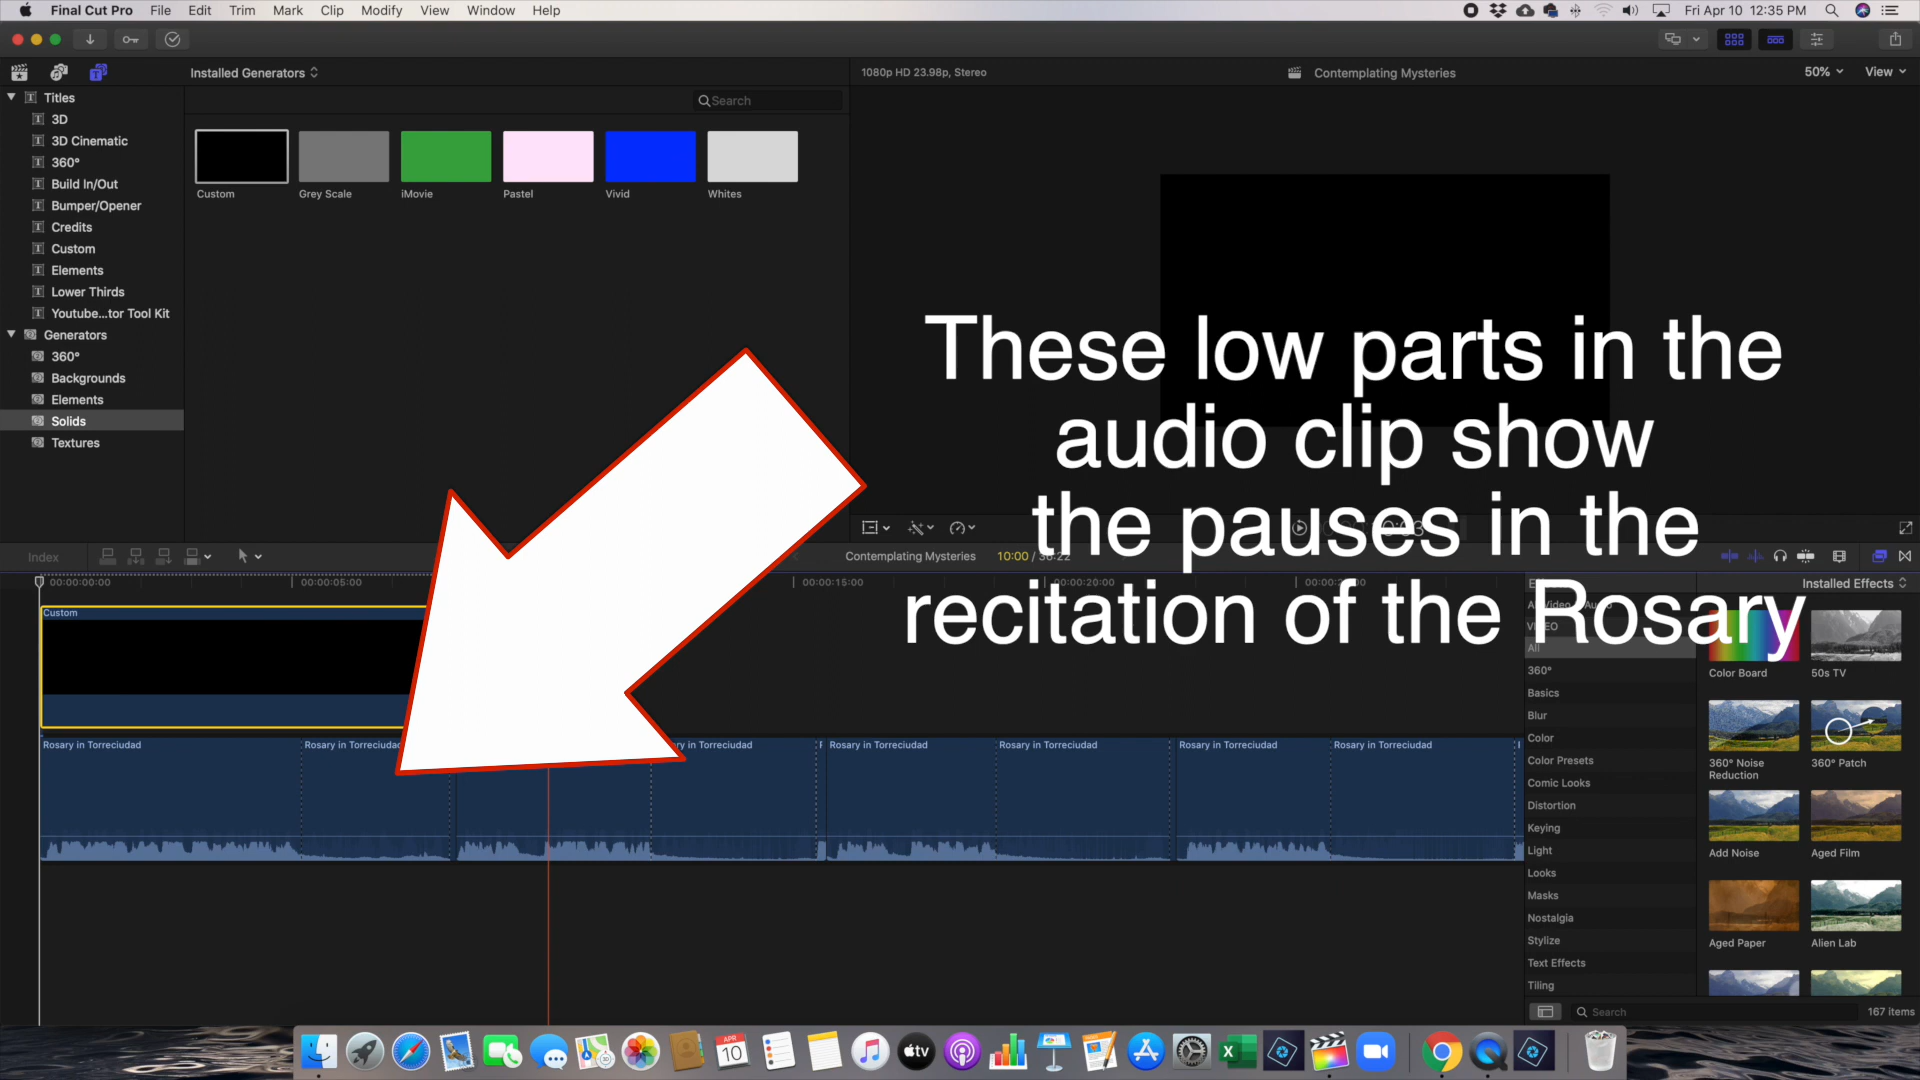 Final Cut Pro File Edit Trim Mark Clip Modify View Window Help Fri Apr 10 12:35 PM
Installed Generators
1080p HD 23.98p, Stereo
Contemplating Mysteries
50%
View
Titles
3D
3D Cinematic
360°
Build In/Out
Bumper/Opener
Credits
Custom
Elements
Lower Thirds
Youtube...tor Tool Kit
Generators
360°
Backgrounds
Elements
Solids
Textures
Search
Custom
Grey Scale
iMovie
Pastel
Vivid
Whites
These low parts in the
audio clip show
the pauses in the
recitation of the Rosary
Index
Contemplating Mysteries
10:00 /
00:00:00:00
00:00:05:00
00:00:15:00
00:00:20:00
Custom
Rosary in Torreciudad
Rosary in Torreciudad
Rosary in Torreciudad
Rosary in Torreciudad
Rosary in Torreciudad
Installed Effects
VIDEO
All
360°
Basics
Blur
Color
Color Presets
Comic Looks
Distortion
Keying
Light
Looks
Masks
Nostalgia
Stylize
Text Effects
Tiling
Color Board
50s TV
360° Noise
Reduction
360° Patch
Add Noise
Aged Film
Aged Paper
Alien Lab
Search
167 items
APR
10
tv